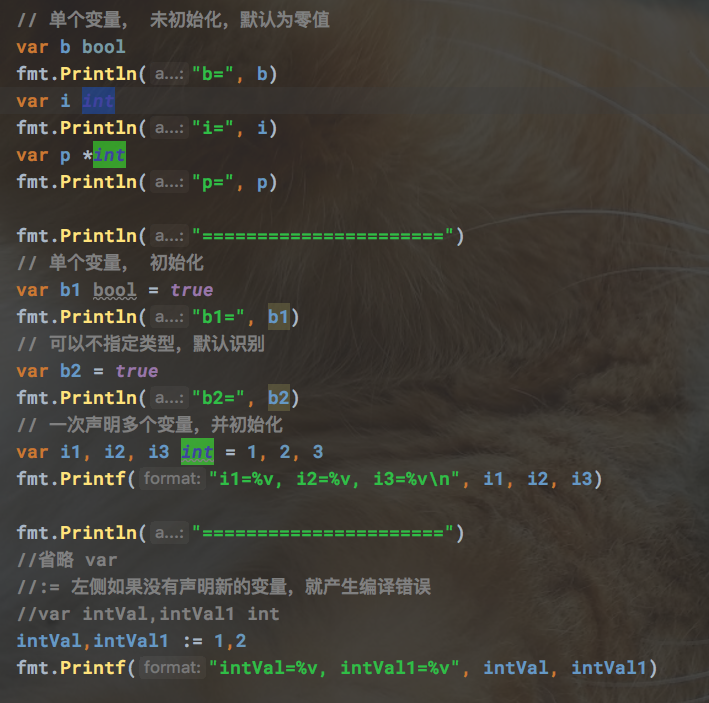 // 单个变量， 未初始化，默认为零值
var b bool
fmt.Println( a...: "b=", b)
var i int
fmt.Println( a...: "i=", i)
var p *int
fmt.Println( a...: "p=", p)
fmt.Println( a...: "======================")
// 单个变量， 初始化
var b1 bool = true
fmt.Println( a...: "b1=", b1)
// 可以不指定类型，默认识别
var b2 = true
fmt.Println( a...: "b2=", b2)
// 一次声明多个变量，并初始化
var i1, i2, i3 int = 1, 2, 3
fmt.Printf( format: "i1=%v, i2=%v, i3=%v\n", i1, i2, i3)
fmt.Println( a...: "======================")
//省略 var
//:= 左侧如果没有声明新的变量，就产生编译错误
//var intVal,intVal1 int
intVal,intVal1 := 1,2
fmt.Printf( format: "intVal=%v, intVal1=%v", intVal, intVal1)